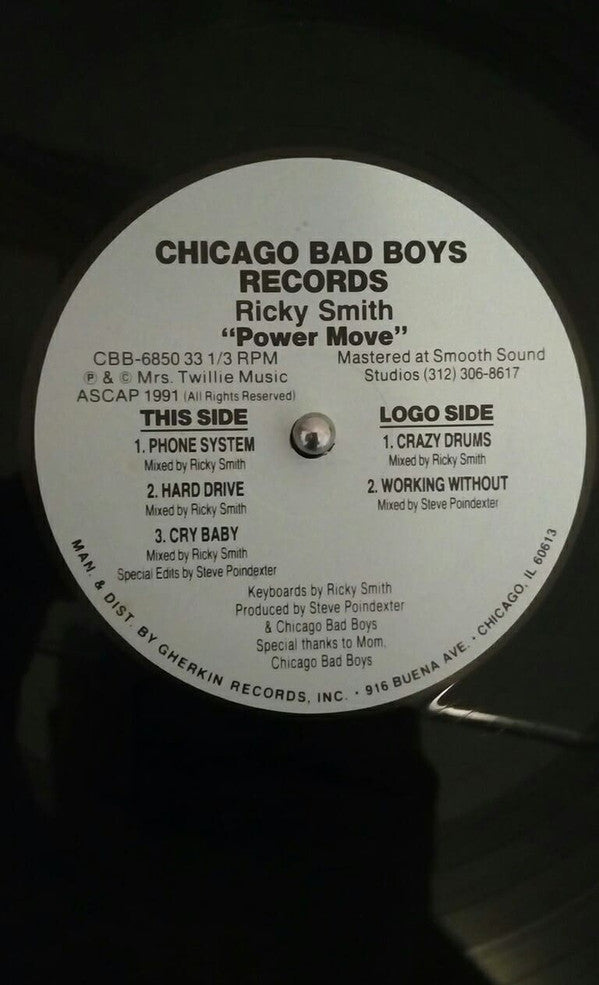 CHICAGO BAD BOYS
RECORDS
Ricky Smith
“Power Move”
CBB-6850 33 1/3 RPM
℗ & © Mrs. Twillie Music
ASCAP 1991 (All Rights Reserved)
Mastered at Smooth Sound
Studios (312) 306-8617
THIS SIDE
1. PHONE SYSTEM
Mixed by Ricky Smith
2. HARD DRIVE
Mixed by Ricky Smith
3. CRY BABY
Mixed by Ricky Smith
Special Edits by Steve Poindexter
LOGO SIDE
1. CRAZY DRUMS
Mixed by Ricky Smith
2. WORKING WITHOUT
Mixed by Steve Poindexter
Keyboards by Ricky Smith
Produced by Steve Poindexter
& Chicago Bad Boys
Special thanks to Mom,
Chicago Bad Boys
MAN. & DIST. BY GHERKIN RECORDS, INC. · 916 BUENA AVE. · CHICAGO, IL 60613